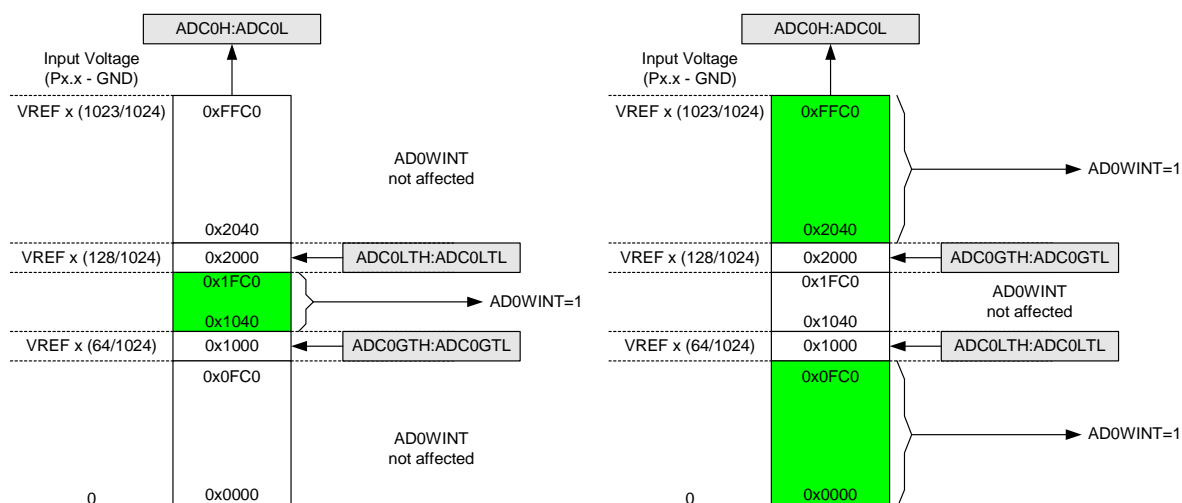 ADC0H:ADC0L
Input Voltage
(Px.x - GND)
VREF x (1023/1024)
0xFFC0
AD0WINT
not affected
0x2040
VREF x (128/1024)
0x2000
ADC0LTH:ADC0LTL
0x1FC0
AD0WINT=1
0x1040
VREF x (64/1024)
0x1000
ADC0GTH:ADC0GTL
0x0FC0
AD0WINT
not affected
0
0x0000
ADC0H:ADC0L
Input Voltage
(Px.x - GND)
VREF x (1023/1024)
0xFFC0
AD0WINT=1
0x2040
VREF x (128/1024)
0x2000
ADC0GTH:ADC0GTL
0x1FC0
AD0WINT
not affected
0x1040
VREF x (64/1024)
0x1000
ADC0LTH:ADC0LTL
0x0FC0
AD0WINT=1
0
0x0000